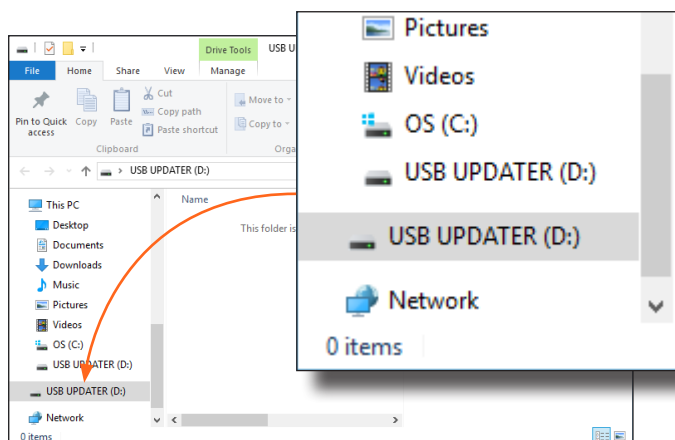 Drive Tools USB U
File Home Share View Manage
Pin to Quick access
Copy
Paste
Cut
Copy path
Paste shortcut
Move to
Copy to
Clipboard
Orga
USB UPDATER (D:)
Name
This folder is
This PC
Desktop
Documents
Downloads
Music
Pictures
Videos
OS (C:)
USB UPDATER (D:)
USB UPDATER (D:)
Network
0 items
Pictures
Videos
OS (C:)
USB UPDATER (D:)
USB UPDATER (D:)
Network
0 items